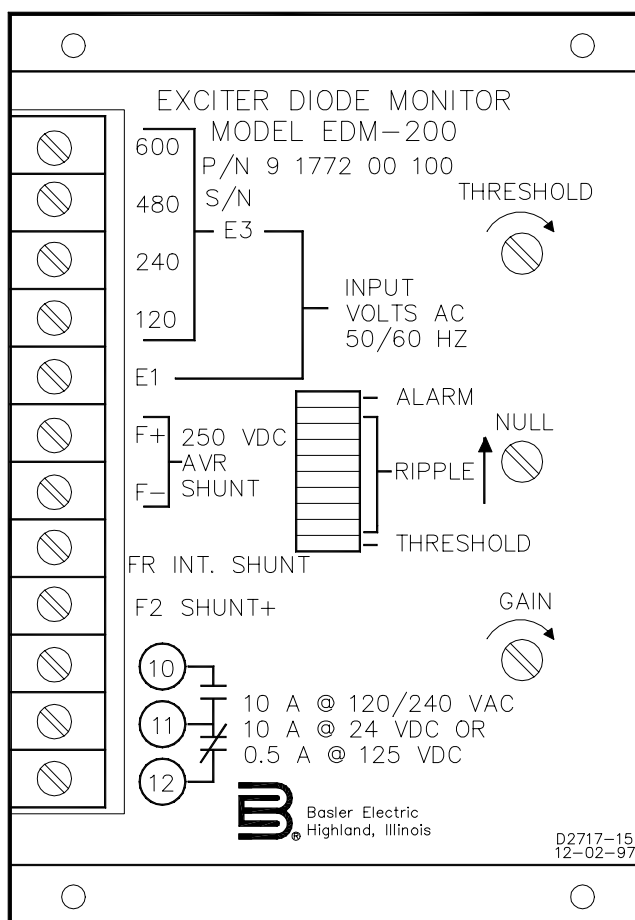 EXCITER DIODE MONITOR
MODEL EDM-200
P/N 9 1772 00 100
S/N
600
480
240
120
E3
E1
INPUT
VOLTS AC
50/60 HZ
THRESHOLD
F+
F-
250 VDC
AVR
SHUNT
ALARM
RIPPLE
THRESHOLD
NULL
FR INT. SHUNT
F2 SHUNT+
GAIN
10
11
12
10 A @ 120/240 VAC
10 A @ 24 VDC OR
0.5 A @ 125 VDC
B®
Basler Electric
Highland, Illinois
D2717-15
12-02-97